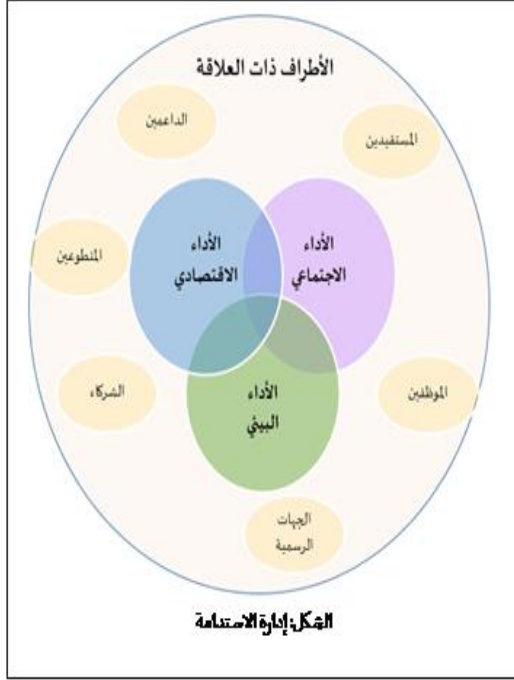 الأطراف ذات العلاقة
الداعمين
المستفيدين
الأداء
الاجتماعي
الأداء
الاقتصادي
المتطوعين
الأداء
البيئي
الشركاء
الموظفين
الجهات
الرسمية
الشكل: إدارة الاستدامة